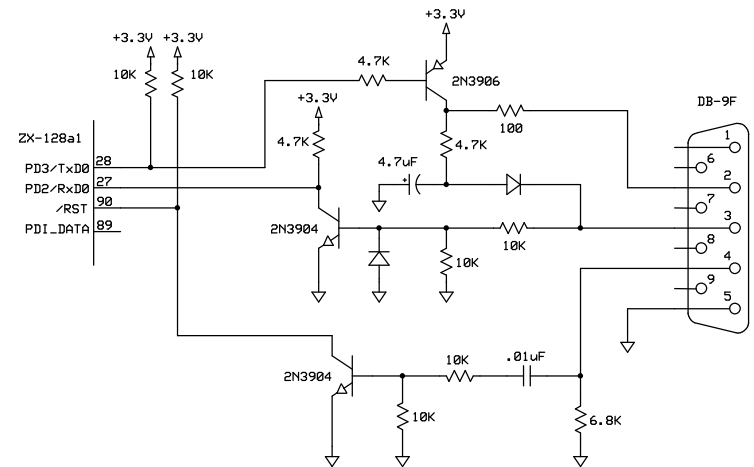 +3.3V
+3.3V +3.3V
10K 10K
4.7K
2N3906
+3.3V
DB-9F
100
ZX-128a1
4.7K
4.7K
1
PD3/TxD0 28
4.7uF +
6
PD2/RxD0 27
2
/RST 90
7
PDI_DATA 89
2N3904
3
10K
8
10K
4
9
5
10K
.01uF
2N3904
10K
6.8K